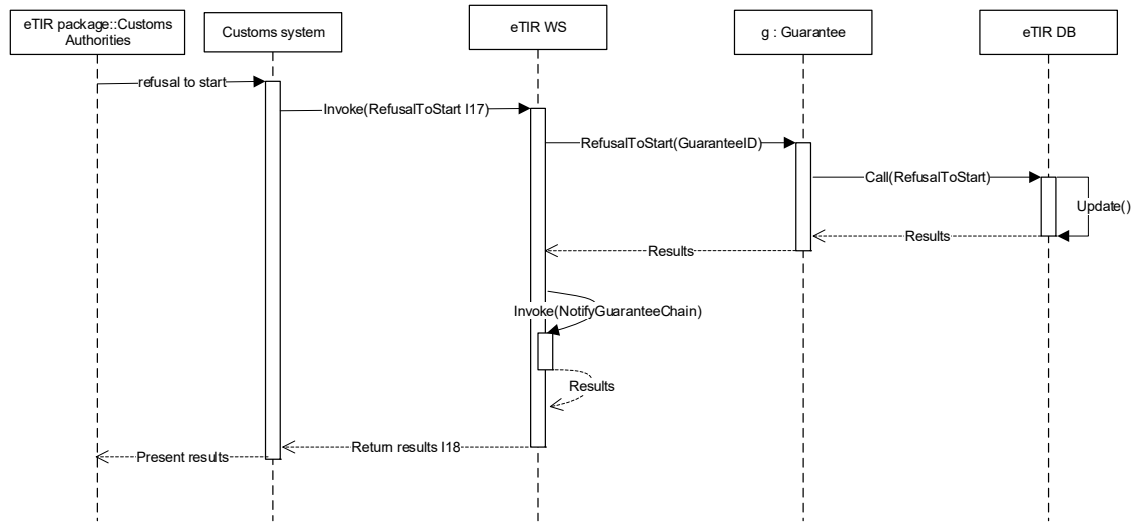 eTIR package::Customs
Authorities
Customs system
eTIR WS
g : Guarantee
eTIR DB
refusal to start
Invoke(RefusalToStart I17)
RefusalToStart(GuaranteeID)
Call(RefusalToStart)
Update()
Results
Results
Invoke(NotifyGuaranteeChain)
Results
Return results I18
Present results